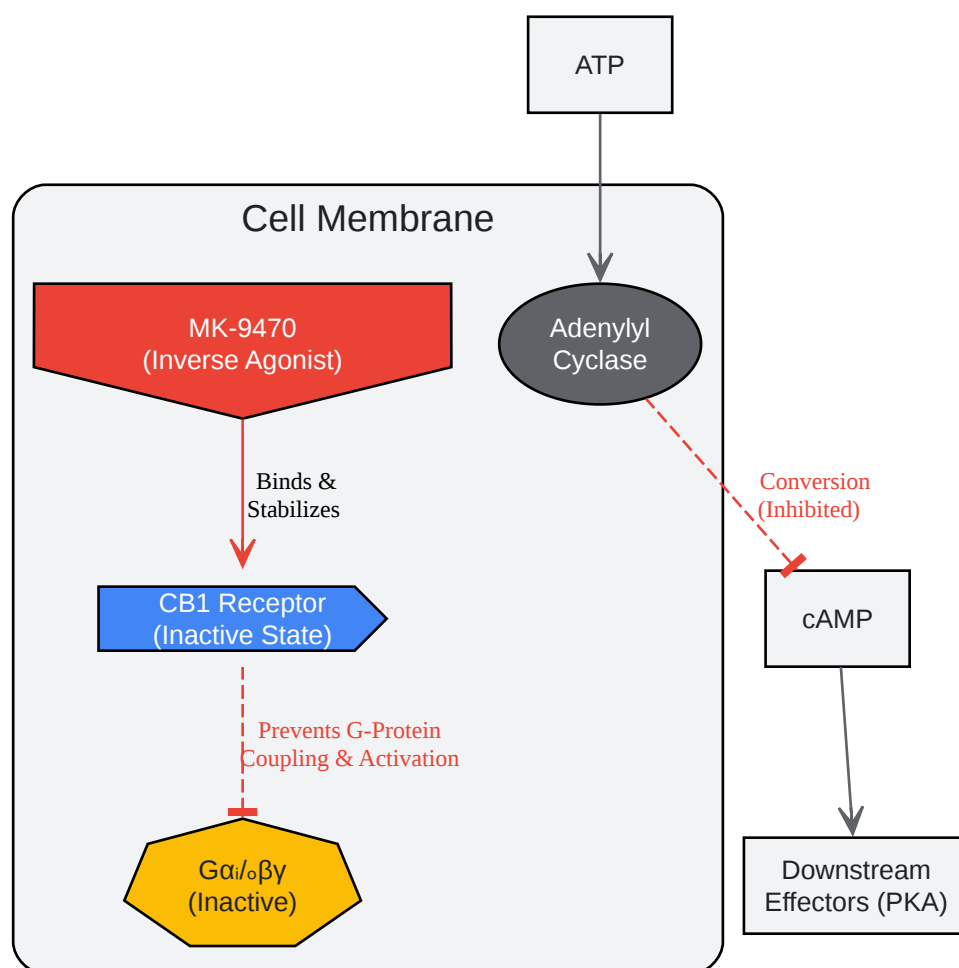 ATP
Cell Membrane
MK-9470
(Inverse Agonist)
Adenylyl
Cyclase
Binds &
Stabilizes
Conversion
(Inhibited)
CB1 Receptor
(Inactive State)
cAMP
Prevents G-Protein
Coupling & Activation
Gαᵢ/ₒβγ
(Inactive)
Downstream
Effectors (PKA)